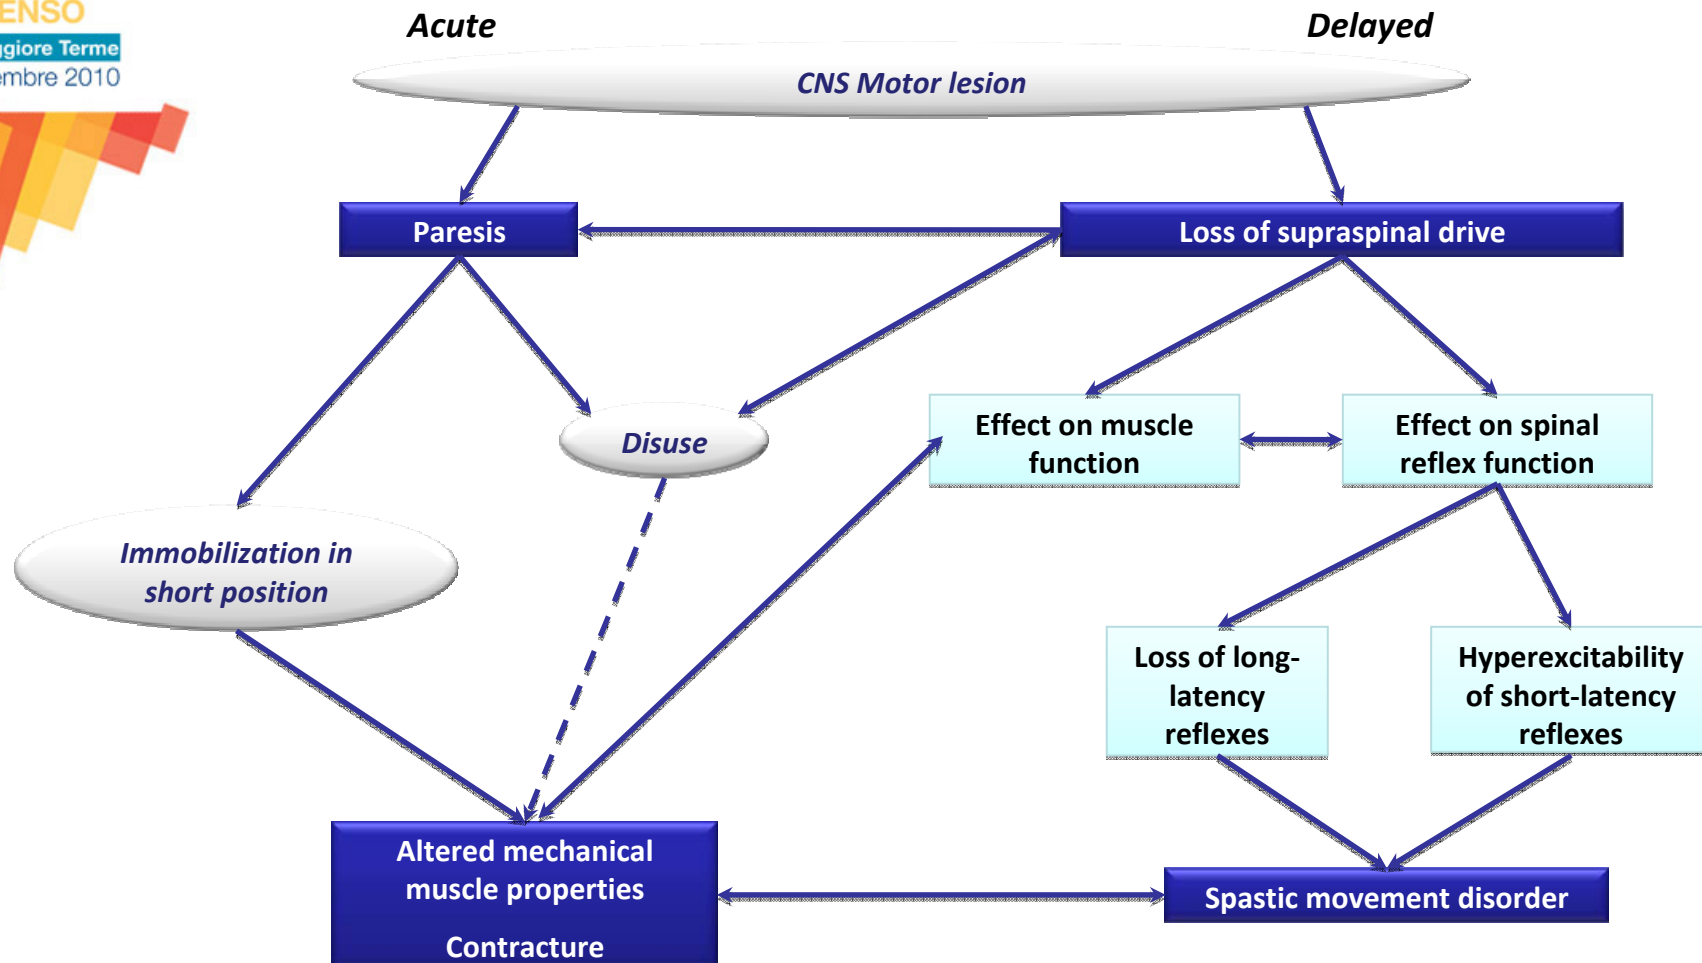 Acute
Delayed
CNS Motor lesion
Paresis
Loss of supraspinal drive
Disuse
Effect on muscle
function
Effect on spinal
reflex function
Immobilization in
short position
Loss of long-
latency
reflexes
Hyperexcitability
of short-latency
reflexes
Altered mechanical
muscle properties
Contracture
Spastic movement disorder
ENSO
ggiore Terme
embre 2010